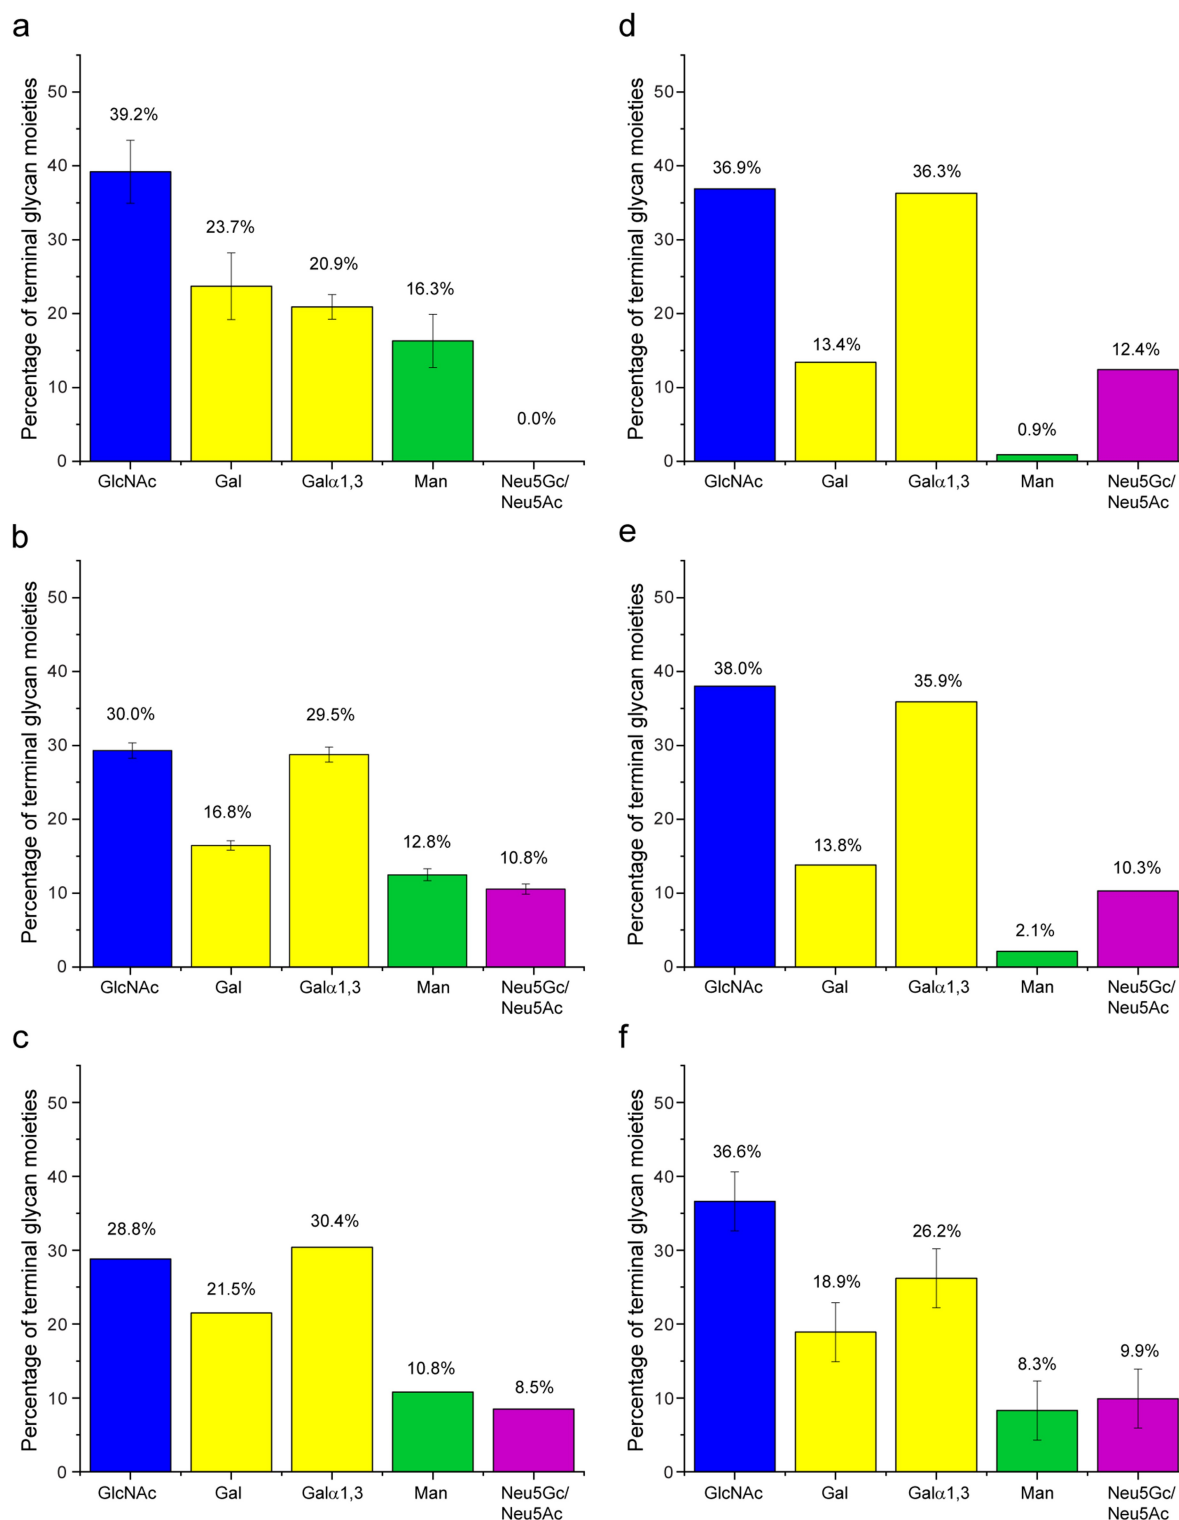 a
Percentage of terminal glycan moieties
50
40
30
20
10
0
39.2%
23.7%
20.9%
16.3%
0.0%
GlcNAc
Gal
Galα1,3
Man
Neu5Gc/
Neu5Ac
b
Percentage of terminal glycan moieties
50
40
30
20
10
0
30.0%
16.8%
29.5%
12.8%
10.8%
GlcNAc
Gal
Galα1,3
Man
Neu5Gc/
Neu5Ac
c
Percentage of terminal glycan moieties
50
40
30
20
10
0
28.8%
21.5%
30.4%
10.8%
8.5%
GlcNAc
Gal
Galα1,3
Man
Neu5Gc/
Neu5Ac
d
Percentage of terminal glycan moieties
50
40
30
20
10
0
36.9%
13.4%
36.3%
0.9%
12.4%
GlcNAc
Gal
Galα1,3
Man
Neu5Gc/
Neu5Ac
e
Percentage of terminal glycan moieties
50
40
30
20
10
0
38.0%
13.8%
35.9%
2.1%
10.3%
GlcNAc
Gal
Galα1,3
Man
Neu5Gc/
Neu5Ac
f
Percentage of terminal glycan moieties
50
40
30
20
10
0
36.6%
18.9%
26.2%
8.3%
9.9%
GlcNAc
Gal
Galα1,3
Man
Neu5Gc/
Neu5Ac